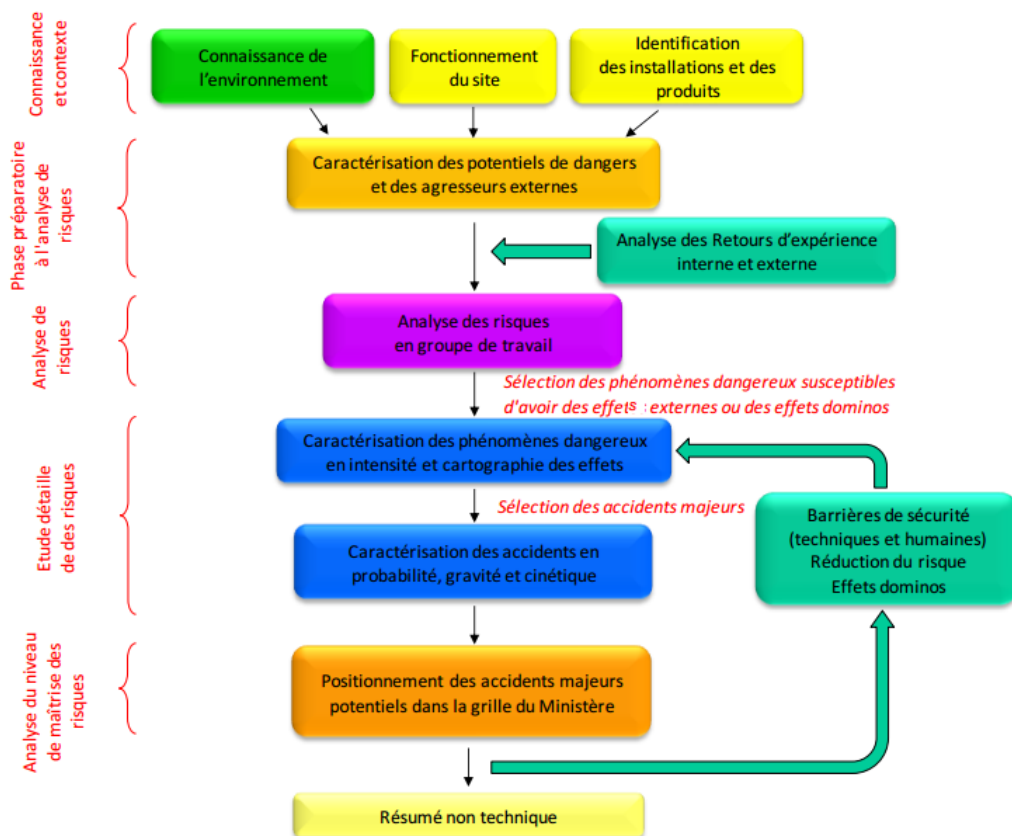 Connaissance
et contexte
Connaissance de
l'environnement
Fonctionnement
du site
Identification
des installations et des
produits
Phase préparatoire
à l'analyse de
risques
Caractérisation des potentiels de dangers
et des agresseurs externes
Analyse des Retours d'expérience
interne et externe
Analyse de
risques
Analyse des risques
en groupe de travail
Sélection des phénomènes dangereux susceptibles
d'avoir des effets : externes ou des effets dominos
Etude détaille
de des risques
Caractérisation des phénomènes dangereux
en intensité et cartographie des effets
Sélection des accidents majeurs
Caractérisation des accidents en
probabilité, gravité et cinétique
Barrières de sécurité
(techniques et humaines)
Réduction du risque
Effets dominos
Analyse du niveau
de maîtrise des
risques
Positionnement des accidents majeurs
potentiels dans la grille du Ministère
Résumé non technique